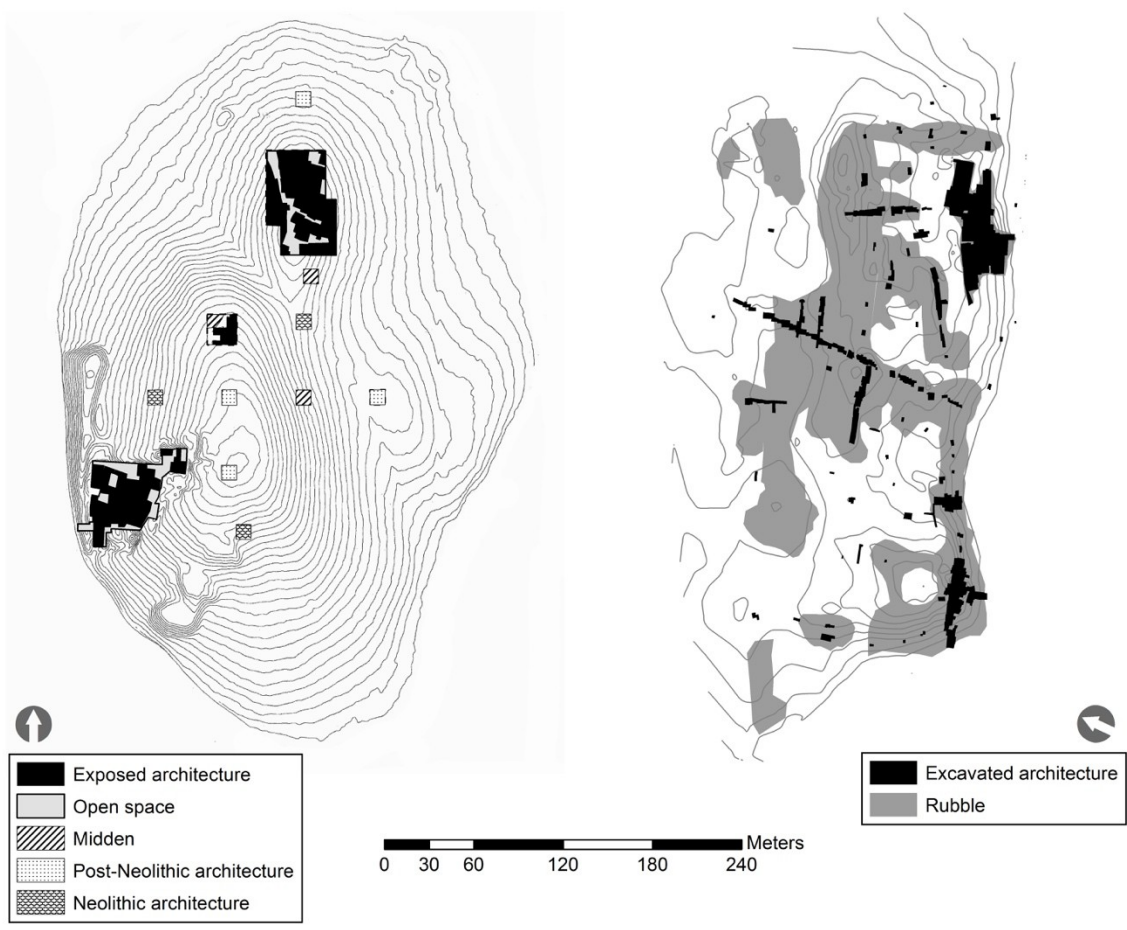 Exposed architecture
Open space
Midden
Post-Neolithic architecture
Neolithic architecture
Excavated architecture
Rubble
Meters
0 30 60 120 180 240